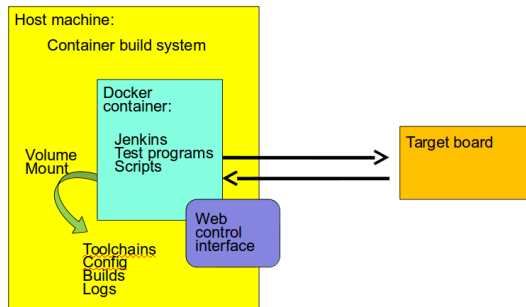 Host machine:
Container build system
Docker
container:
Jenkins
Test programs
Scripts
Volume
Mount
Target board
Web
control
interface
Toolchains
Config
Builds
Logs